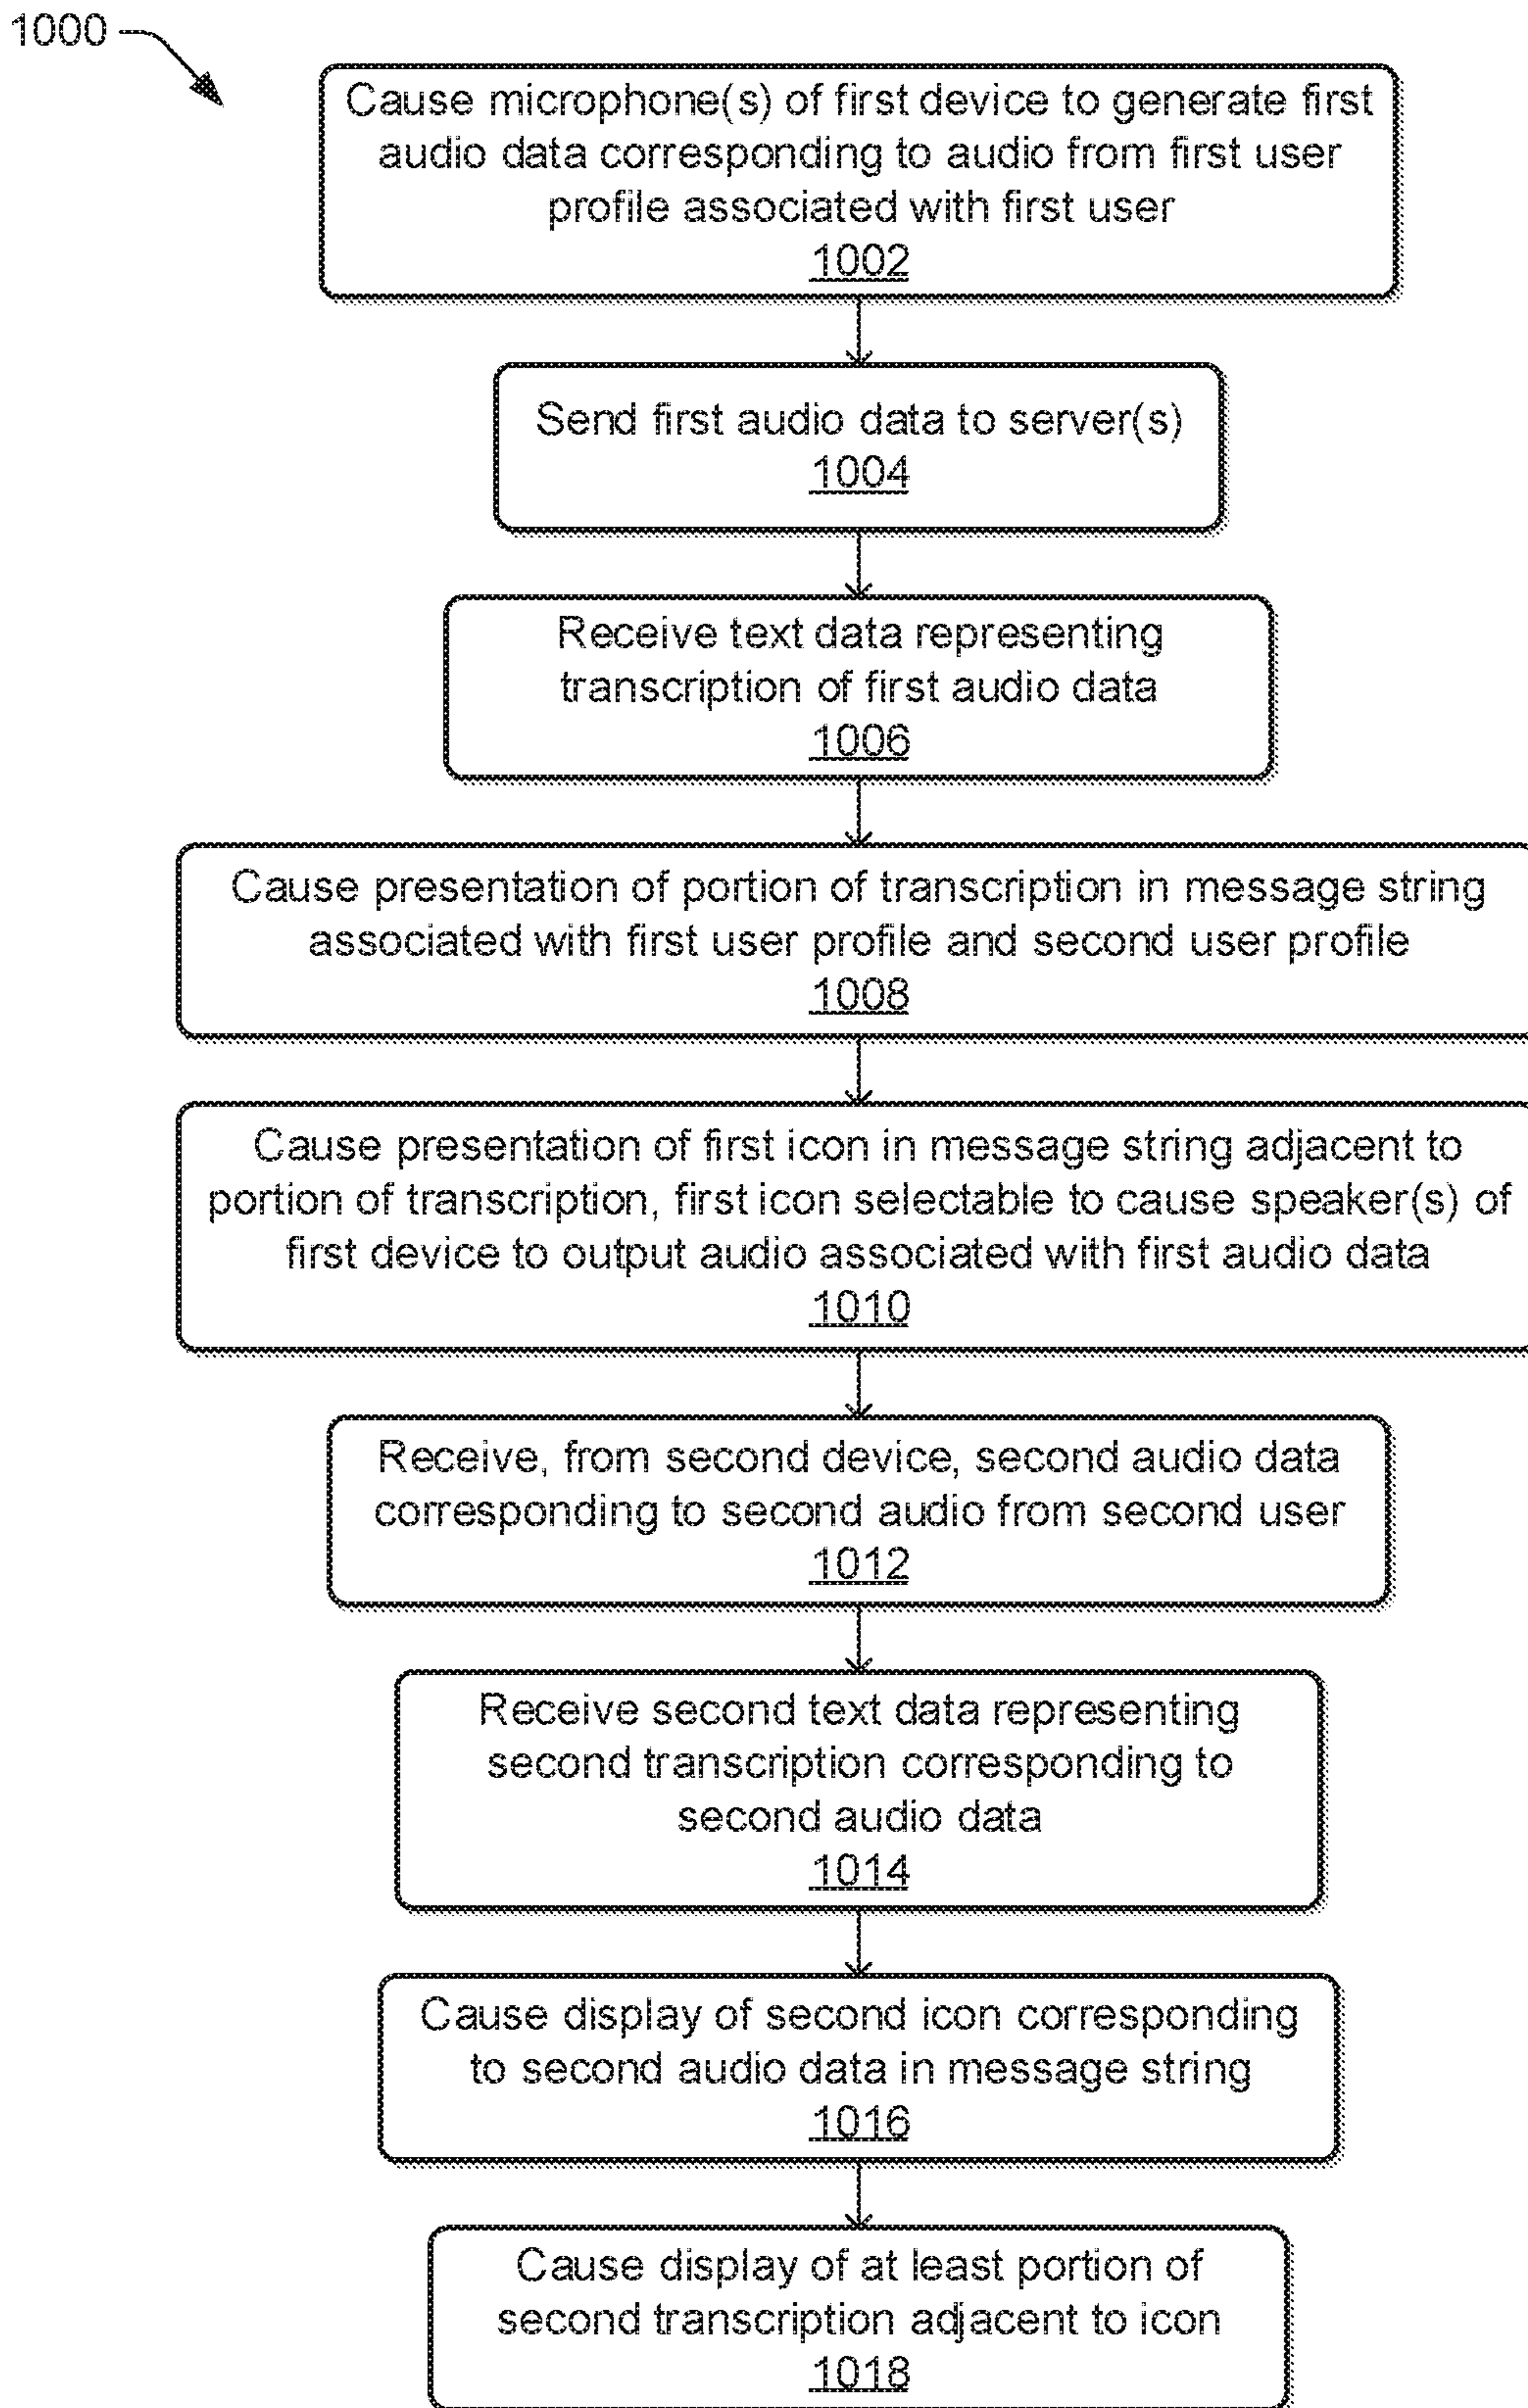 1000
Cause microphone(s) of first device to generate first
audio data corresponding to audio from first user
profile associated with first user
1002
Send first audio data to server(s)
1004
Receive text data representing
transcription of first audio data
1006
Cause presentation of portion of transcription in message string
associated with first user profile and second user profile
1008
Cause presentation of first icon in message string adjacent to
portion of transcription, first icon selectable to cause speaker(s) of
first device to output audio associated with first audio data
1010
Receive, from second device, second audio data
corresponding to second audio from second user
1012
Receive second text data representing
second transcription corresponding to
second audio data
1014
Cause display of second icon corresponding
to second audio data in message string
1016
Cause display of at least portion of
second transcription adjacent to icon
1018